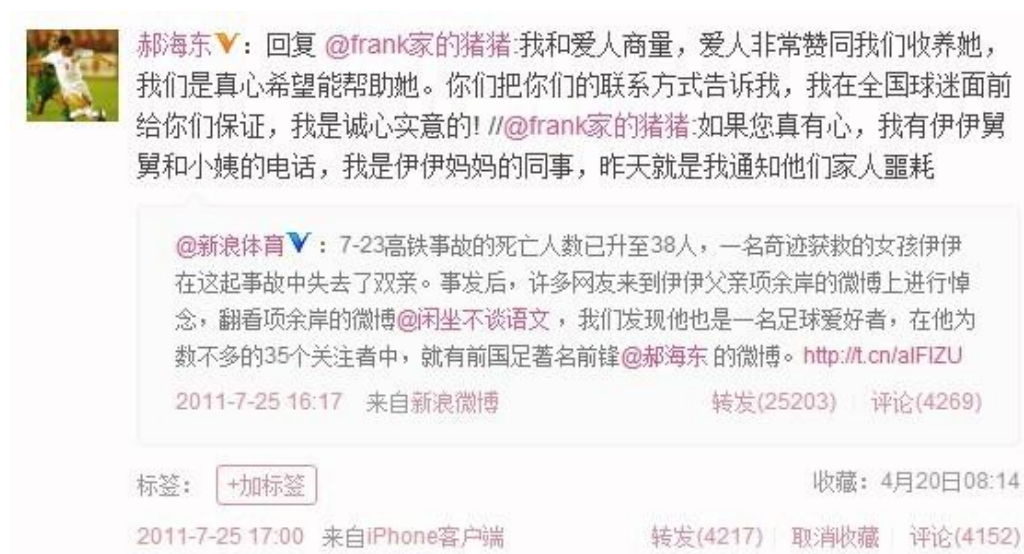 郝海东V：回复 @frank家的猪猪:我和爱人商量，爱人非常赞同我们收养她，
我们是真心希望能帮助她。你们把你们的联系方式告诉我，我在全国球迷面前
给你们保证，我是诚心实意的! //@frank家的猪猪:如果您真有心，我有伊伊舅
舅和小姨的电话，我是伊伊妈妈的同事，昨天就是我通知他们家人噩耗
@新浪体育V：7-23高铁事故的死亡人数已升至38人，一名奇迹获救的女孩伊伊
在这起事故中失去了双亲。事发后，许多网友来到伊伊父亲项余岸的微博上进行悼
念，翻看项余岸的微博@闲坐不谈语文 ，我们发现他也是一名足球爱好者，在他为
数不多的35个关注者中，就有前国足著名前锋@郝海东 的微博。http://t.cn/aIFIZU
2011-7-25 16:17 来自新浪微博 转发(25203) 评论(4269)
标签： +加标签 收藏：4月20日08:14
2011-7-25 17:00 来自iPhone客户端 转发(4217) 取消收藏 评论(4152)